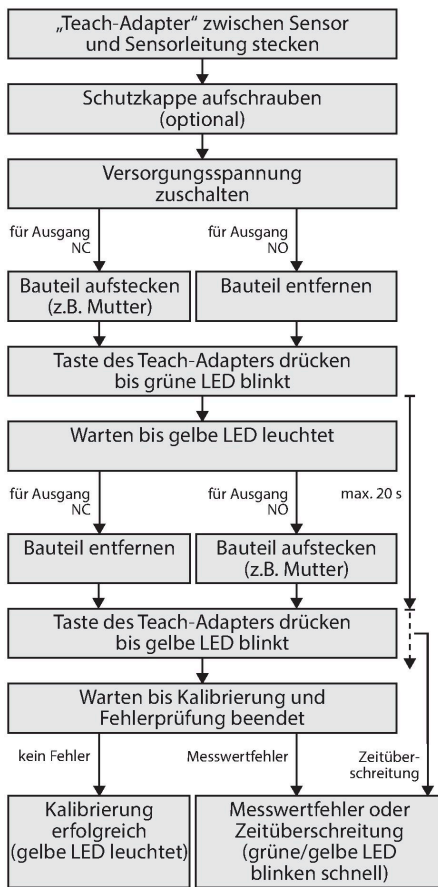 „Teach-Adapter“ zwischen Sensor
und Sensorleitung stecken
Schutzkappe aufschrauben
(optional)
Versorgungsspannung
zuschalten
für Ausgang
NC
für Ausgang
NO
Bauteil aufstecken
(z.B. Mutter)
Bauteil entfernen
Taste des Teach-Adapters drücken
bis grüne LED blinkt
Warten bis gelbe LED leuchtet
für Ausgang
NC
für Ausgang
NO
max. 20 s
Bauteil entfernen
Bauteil aufstecken
(z.B. Mutter)
Taste des Teach-Adapters drücken
bis gelbe LED blinkt
Warten bis Kalibrierung und
Fehlerprüfung beendet
kein Fehler
Messwertfehler
Zeitüber-
schreitung
Kalibrierung
erfolgreich
(gelbe LED leuchtet)
Messwertfehler oder
Zeitüberschreitung
(grüne/gelbe LED
blinken schnell)